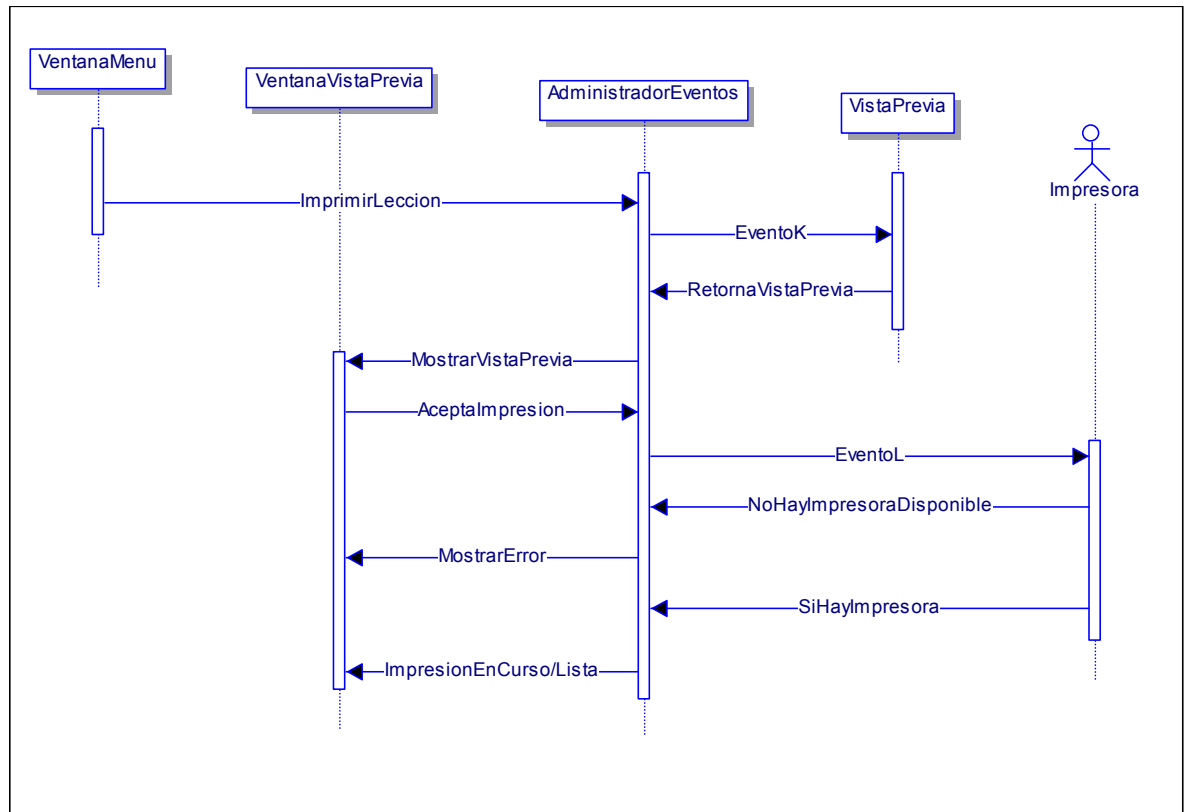 VentanaMenu
VentanaVistaPrevia
AdministradorEventos
VistaPrevia
Impresora
ImprimirLeccion
EventoK
RetornaVistaPrevia
MostrarVistaPrevia
AceptaImpresion
EventoL
NoHayImpresoraDisponible
MostrarError
SiHayImpresora
ImpresionEnCurso/Lista